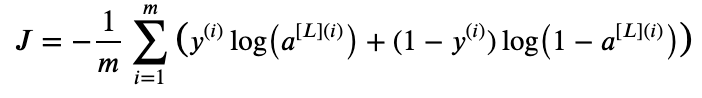 J = -\frac{1}{m} \sum_{i=1}^{m} \left( y^{(i)} \log\left( a^{[L](i)} \right) + (1 - y^{(i)}) \log\left( 1 - a^{[L](i)} \right) \right)